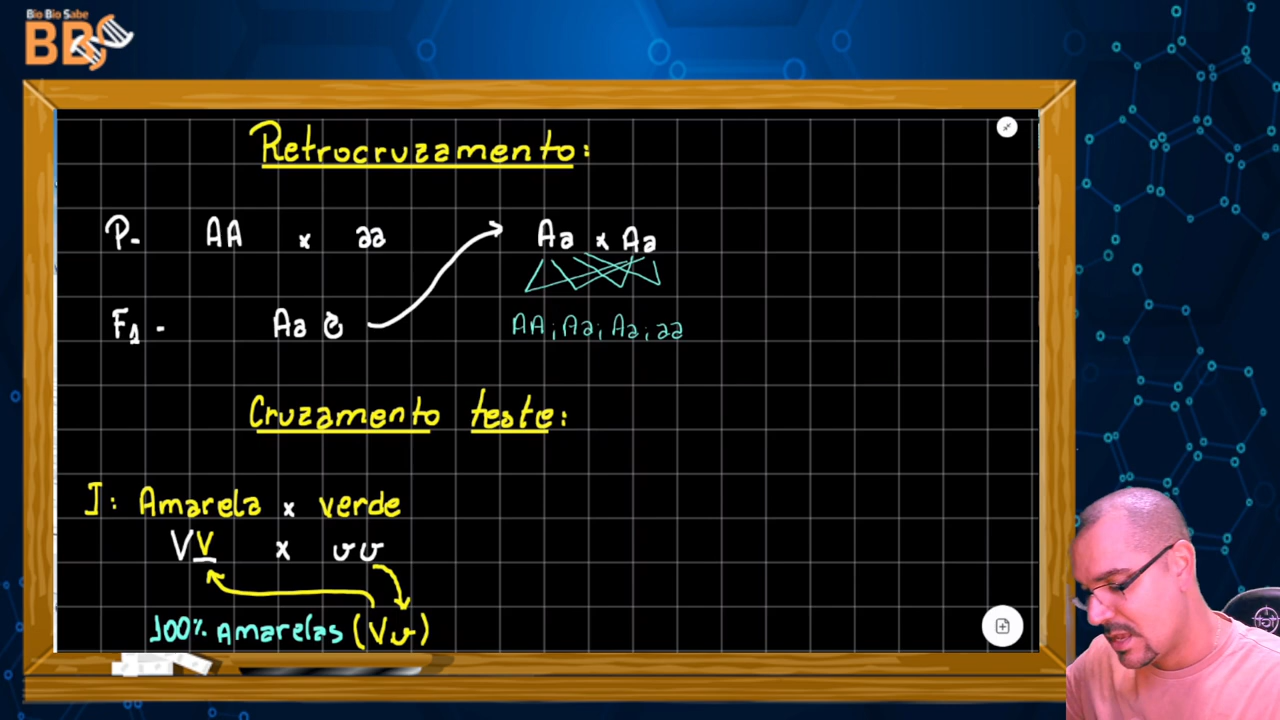 Bio Bio Sabe
BBS
Retrocruzamento:
P- AA x aa
Aa x Aa
F1 - Aa
AA; Aa; Aa; aa
Cruzamento teste:
I: Amarela x verde
VV x vv
100% Amarelas (Vv)